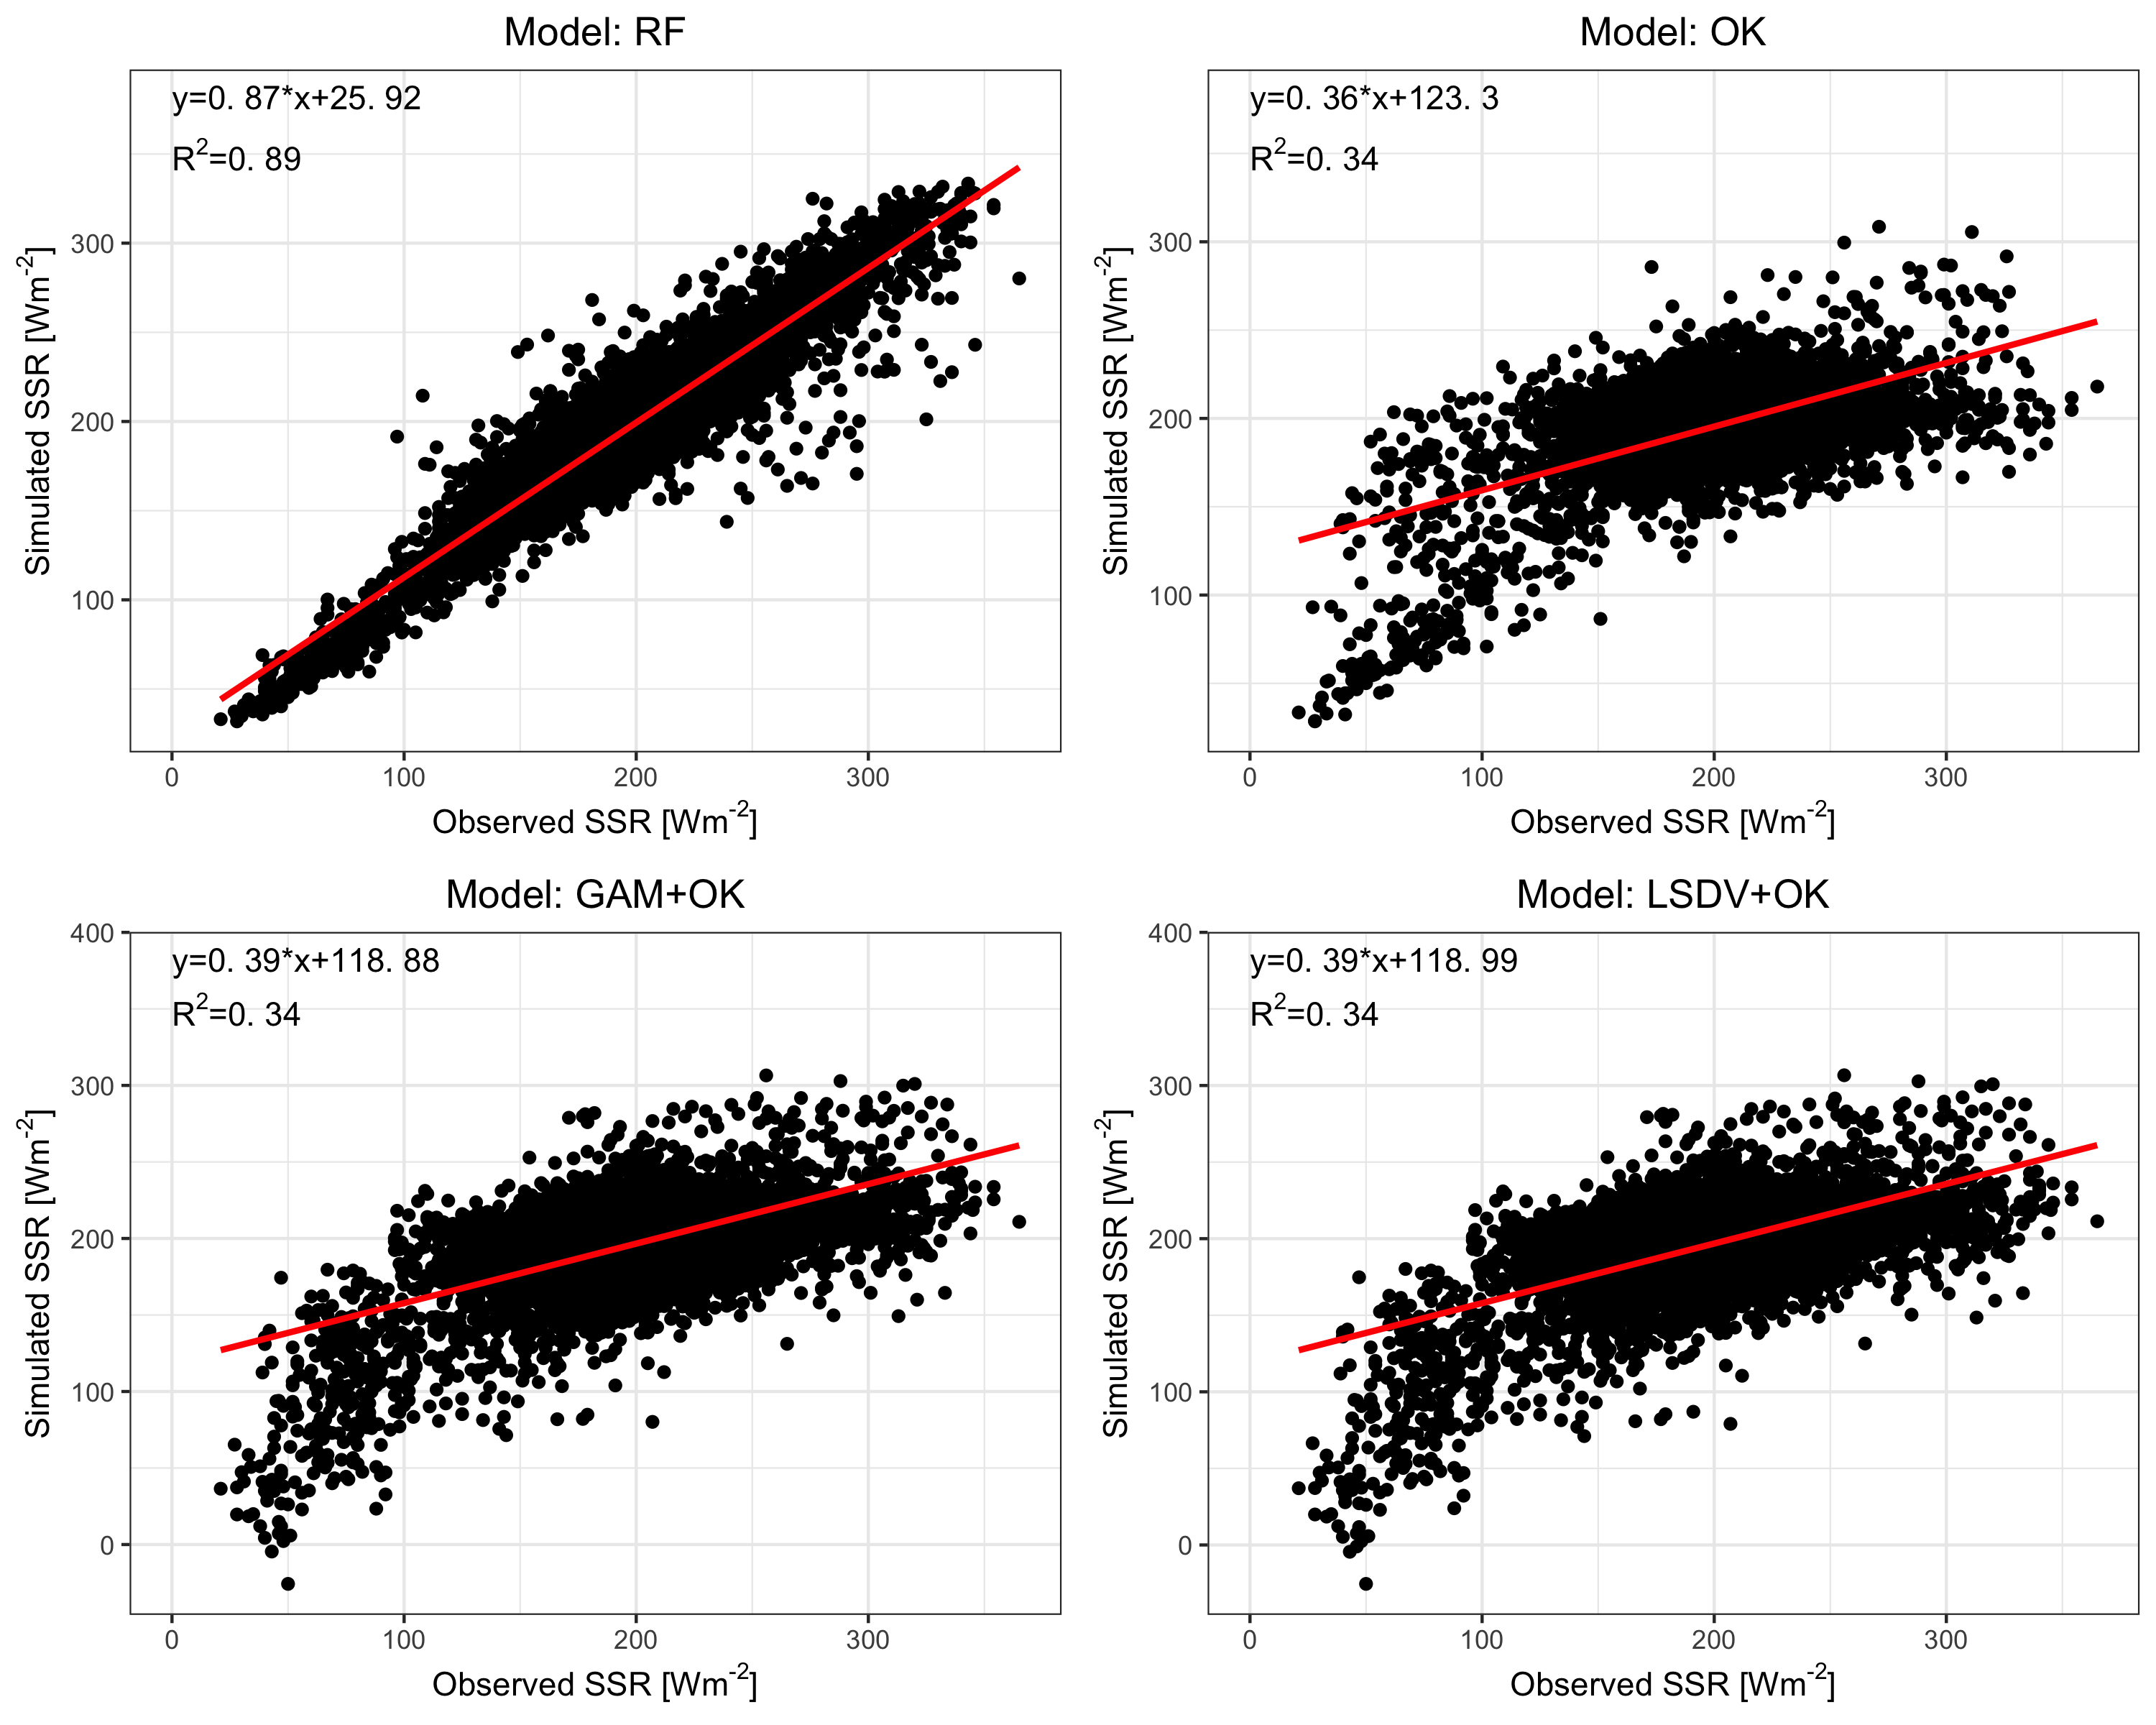 Model: RF
y=0. 87*x+25. 92
R²=0. 89
300
200
100
0 100 200 300
Simulated SSR [Wm⁻²]
Observed SSR [Wm⁻²]
Model: OK
y=0. 36*x+123. 3
R²=0. 34
300
200
100
0 100 200 300
Simulated SSR [Wm⁻²]
Observed SSR [Wm⁻²]
Model: GAM+OK
400
y=0. 39*x+118. 88
R²=0. 34
300
200
100
0
0 100 200 300
Simulated SSR [Wm⁻²]
Observed SSR [Wm⁻²]
Model: LSDV+OK
400
y=0. 39*x+118. 99
R²=0. 34
300
200
100
0
0 100 200 300
Simulated SSR [Wm⁻²]
Observed SSR [Wm⁻²]